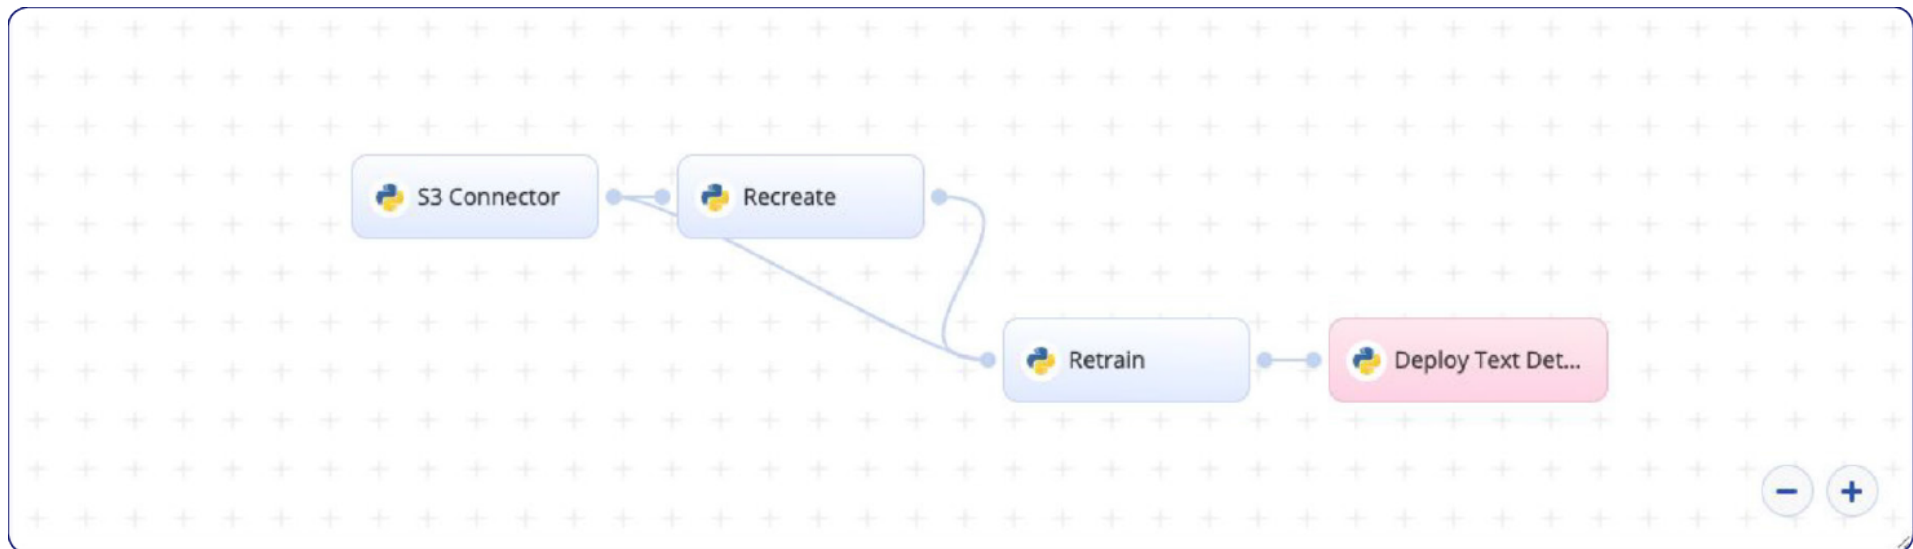 S3 Connector
Recreate
Retrain
Deploy Text Det...